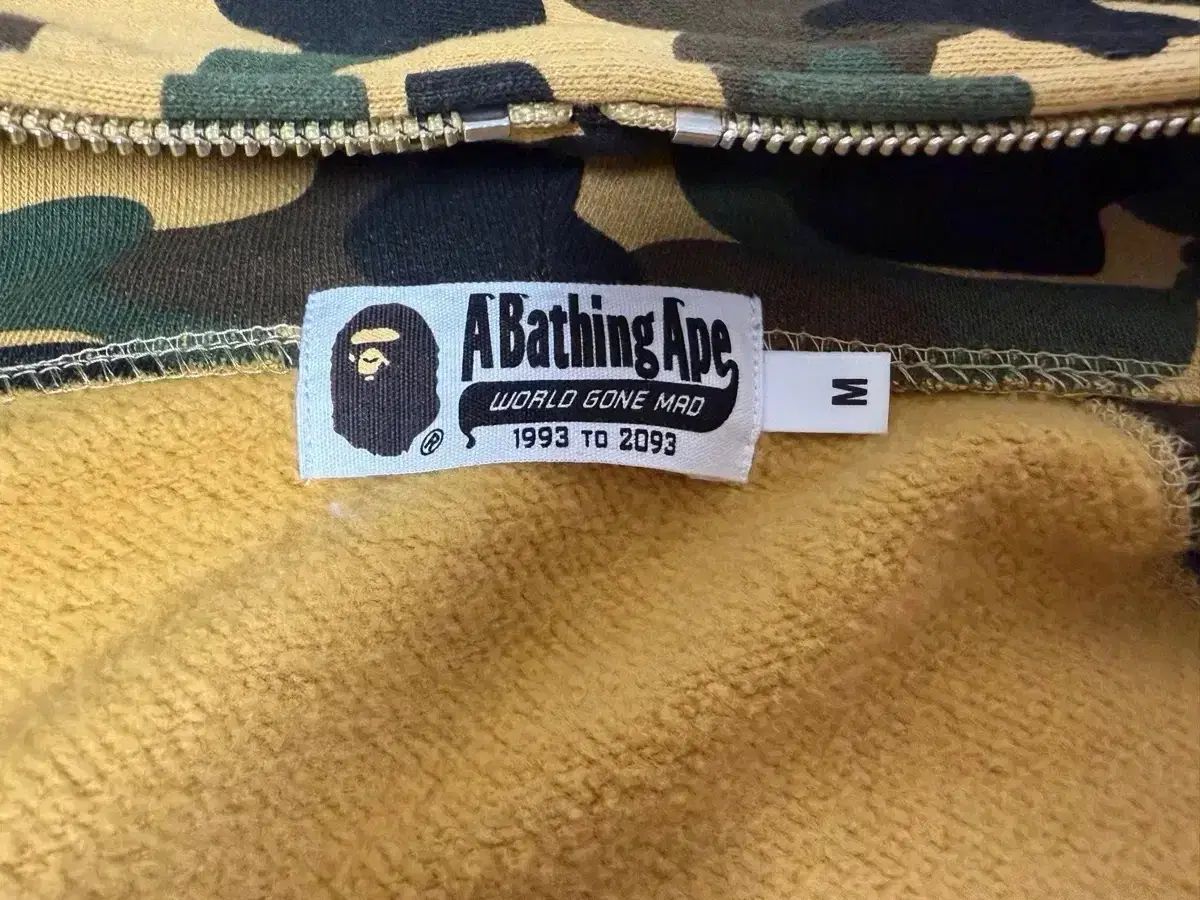 A Bathing Ape
WORLD GONE MAD
1993 TO 2093
®
M